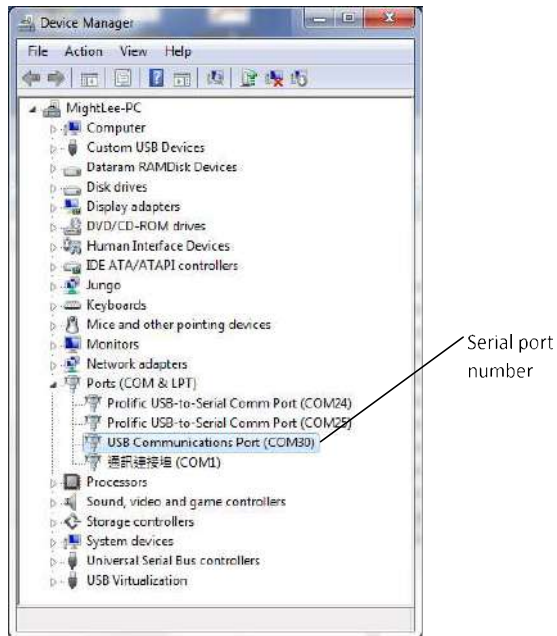 Device Manager
File Action View Help
MightLee-PC
Computer
Custom USB Devices
Dataram RAMDisk Devices
Disk drives
Display adapters
DVD/CD-ROM drives
Human Interface Devices
IDE ATA/ATAPI controllers
Jungo
Keyboards
Mice and other pointing devices
Monitors
Network adapters
Ports (COM & LPT)
Prolific USB-to-Serial Comm Port (COM24)
Prolific USB-to-Serial Comm Port (COM25)
USB Communications Port (COM30)
通訊連接埠 (COM1)
Processors
Sound, video and game controllers
Storage controllers
System devices
Universal Serial Bus controllers
USB Virtualization
Serial port
number